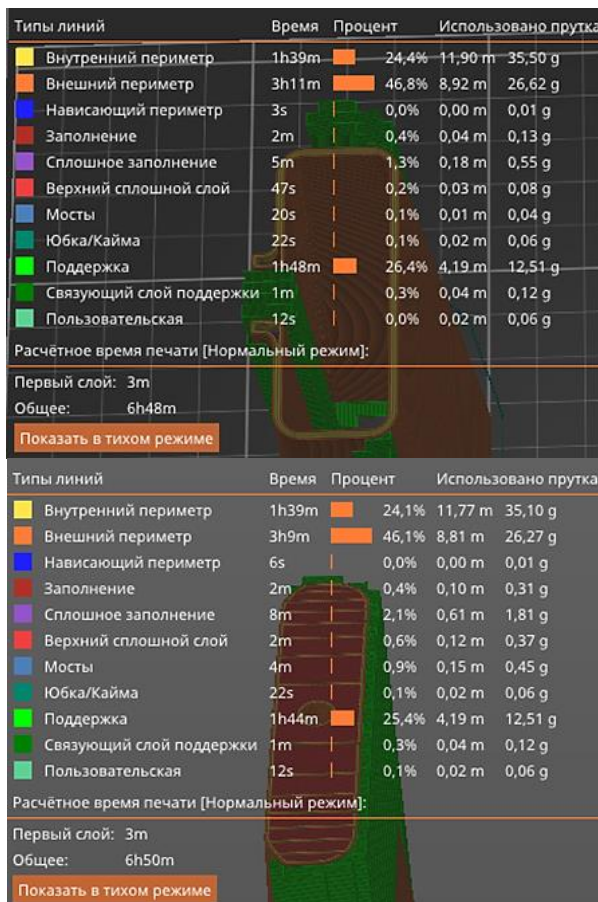 Типы линий Время Процент Использовано прутка
Внутренний периметр 1h39m 24,4% 11,90 m 35,50 g
Внешний периметр 3h11m 46,8% 8,92 m 26,62 g
Нависающий периметр 3s 0,0% 0,00 m 0,01 g
Заполнение 2m 0,4% 0,04 m 0,13 g
Сплошное заполнение 5m 1,3% 0,18 m 0,55 g
Верхний сплошной слой 47s 0,2% 0,03 m 0,08 g
Мосты 20s 0,1% 0,01 m 0,04 g
Юбка/Кайма 22s 0,1% 0,02 m 0,06 g
Поддержка 1h48m 26,4% 4,19 m 12,51 g
Связующий слой поддержки 1m 0,3% 0,04 m 0,12 g
Пользовательская 12s 0,0% 0,02 m 0,06 g
Расчётное время печати [Нормальный режим]:
Первый слой: 3m
Общее: 6h48m
Показать в тихом режиме
Типы линий Время Процент Использовано прутка
Внутренний периметр 1h39m 24,1% 11,77 m 35,10 g
Внешний периметр 3h9m 46,1% 8,81 m 26,27 g
Нависающий периметр 6s 0,0% 0,00 m 0,01 g
Заполнение 2m 0,4% 0,10 m 0,31 g
Сплошное заполнение 8m 2,1% 0,61 m 1,81 g
Верхний сплошной слой 2m 0,6% 0,12 m 0,37 g
Мосты 4m 0,9% 0,15 m 0,45 g
Юбка/Кайма 22s 0,1% 0,02 m 0,06 g
Поддержка 1h44m 25,4% 4,19 m 12,51 g
Связующий слой поддержки 1m 0,3% 0,04 m 0,12 g
Пользовательская 12s 0,1% 0,02 m 0,06 g
Расчётное время печати [Нормальный режим]:
Первый слой: 3m
Общее: 6h50m
Показать в тихом режиме